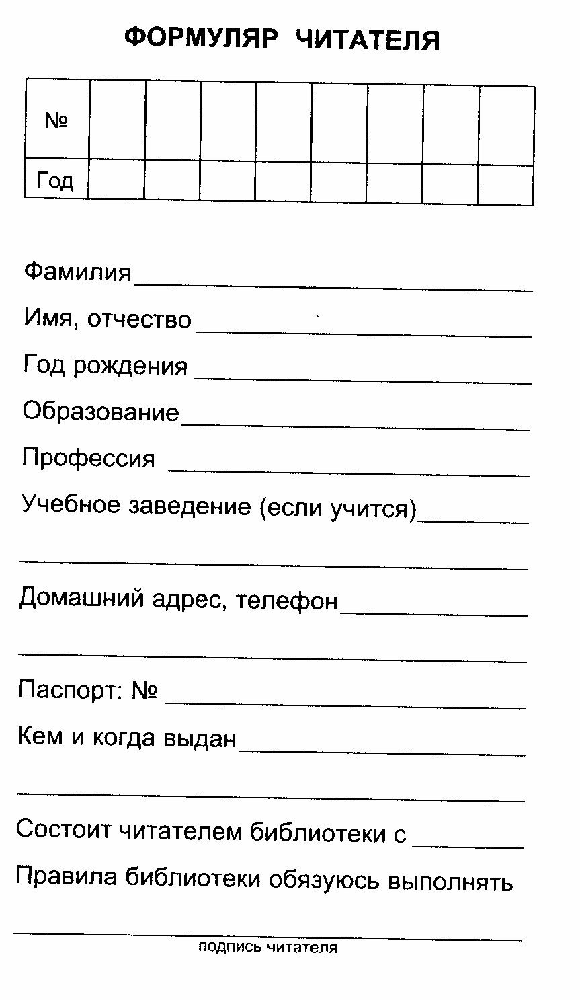 ФОРМУЛЯР ЧИТАТЕЛЯ
№
Год
Фамилия
Имя, отчество
Год рождения
Образование
Профессия
Учебное заведение (если учится)
Домашний адрес, телефон
Паспорт: №
Кем и когда выдан
Состоит читателем библиотеки с
Правила библиотеки обязуюсь выполнять
подпись читателя